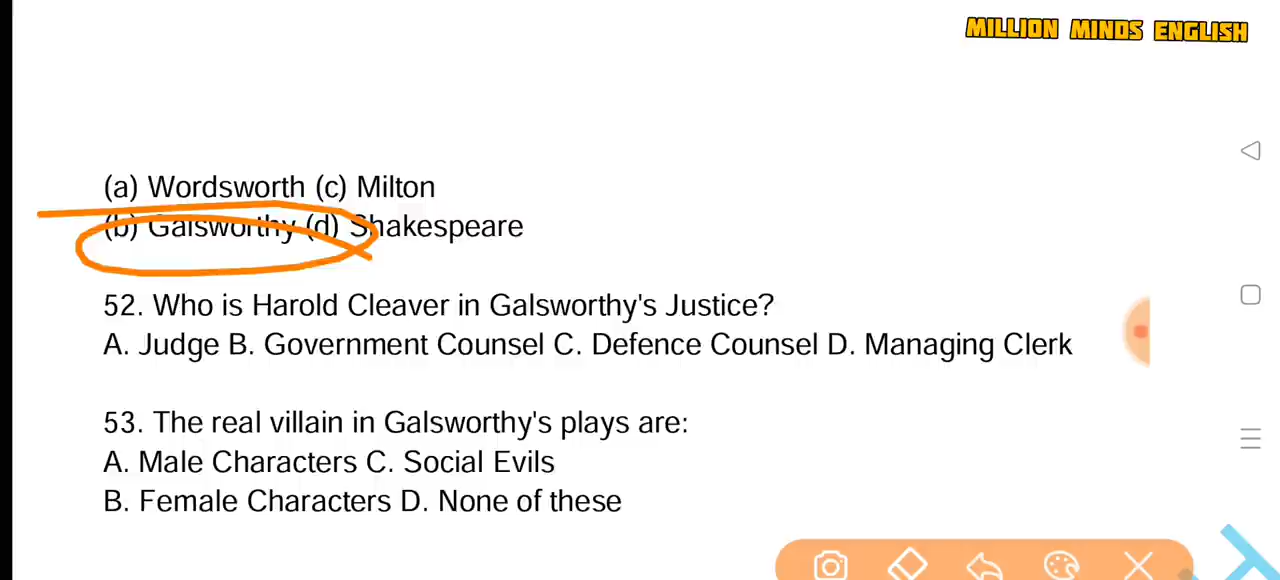 MILLION MINDS ENGLISH
(a) Wordsworth (c) Milton
(b) Galsworthy (d) Shakespeare
52. Who is Harold Cleaver in Galsworthy's Justice?
A. Judge B. Government Counsel C. Defence Counsel D. Managing Clerk
53. The real villain in Galsworthy's plays are:
A. Male Characters C. Social Evils
B. Female Characters D. None of these